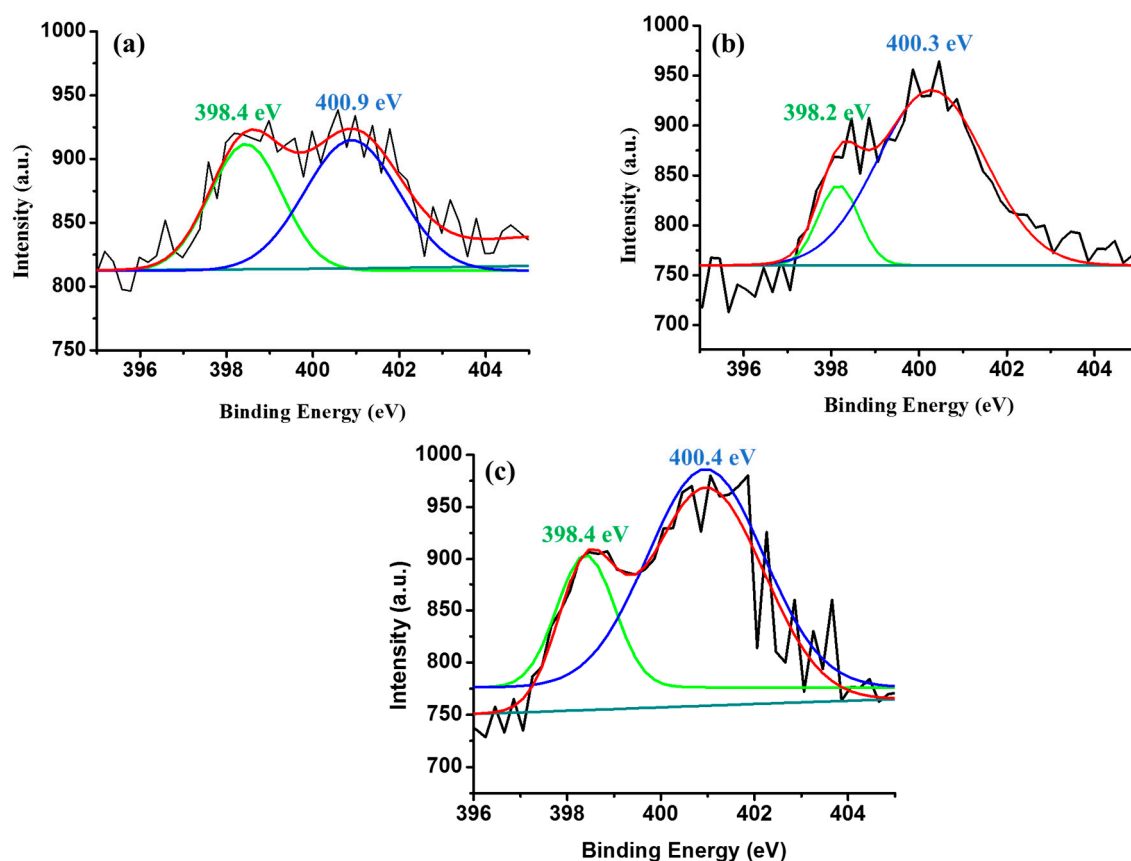 (a)
398.4 eV
400.9 eV
1000
950
900
850
800
750
Intensity (a.u.)
396
398
400
402
404
Binding Energy (eV)
(b)
400.3 eV
398.2 eV
1000
950
900
850
800
750
700
Intensity (a.u.)
396
398
400
402
404
Binding Energy (eV)
(c)
400.4 eV
398.4 eV
1000
950
900
850
800
750
700
Intensity (a.u.)
396
398
400
402
404
Binding Energy (eV)